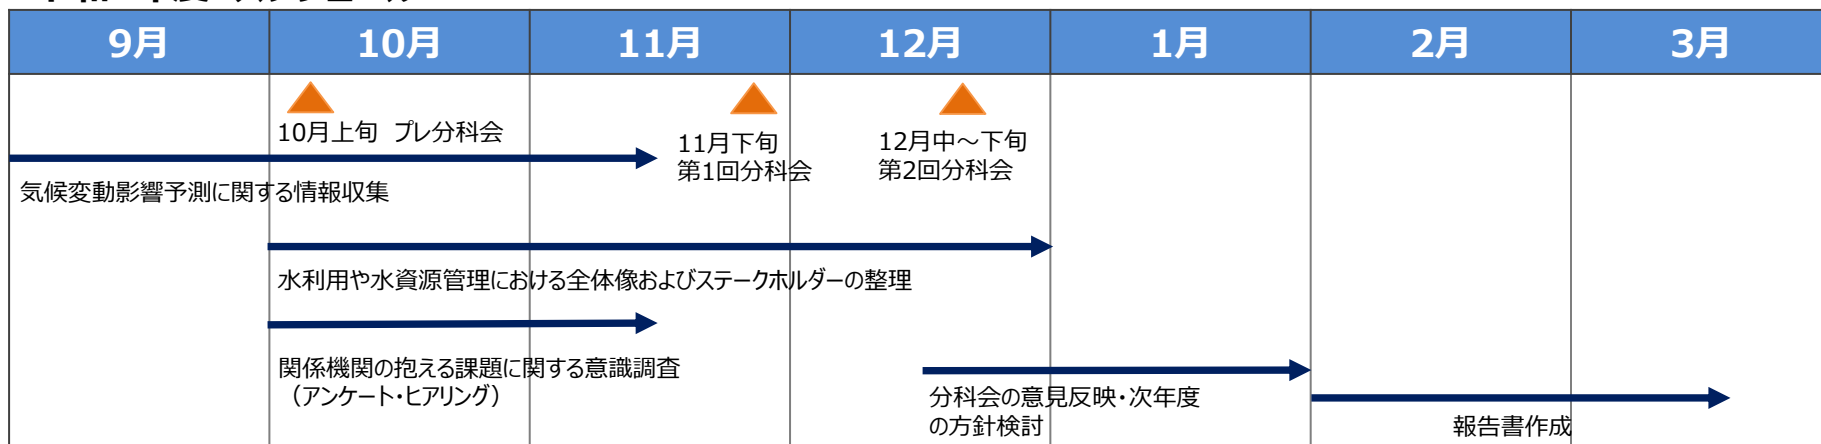 9月 10月 11月 12月 1月 2月 3月
10月上旬 プレ分科会
11月下旬
第1回分科会
12月中～下旬
第2回分科会
気候変動影響予測に関する情報収集
水利用や水資源管理における全体像およびステークホルダーの整理
関係機関の抱える課題に関する意識調査
（アンケート・ヒアリング）
分科会の意見反映・次年度
の方針検討
報告書作成